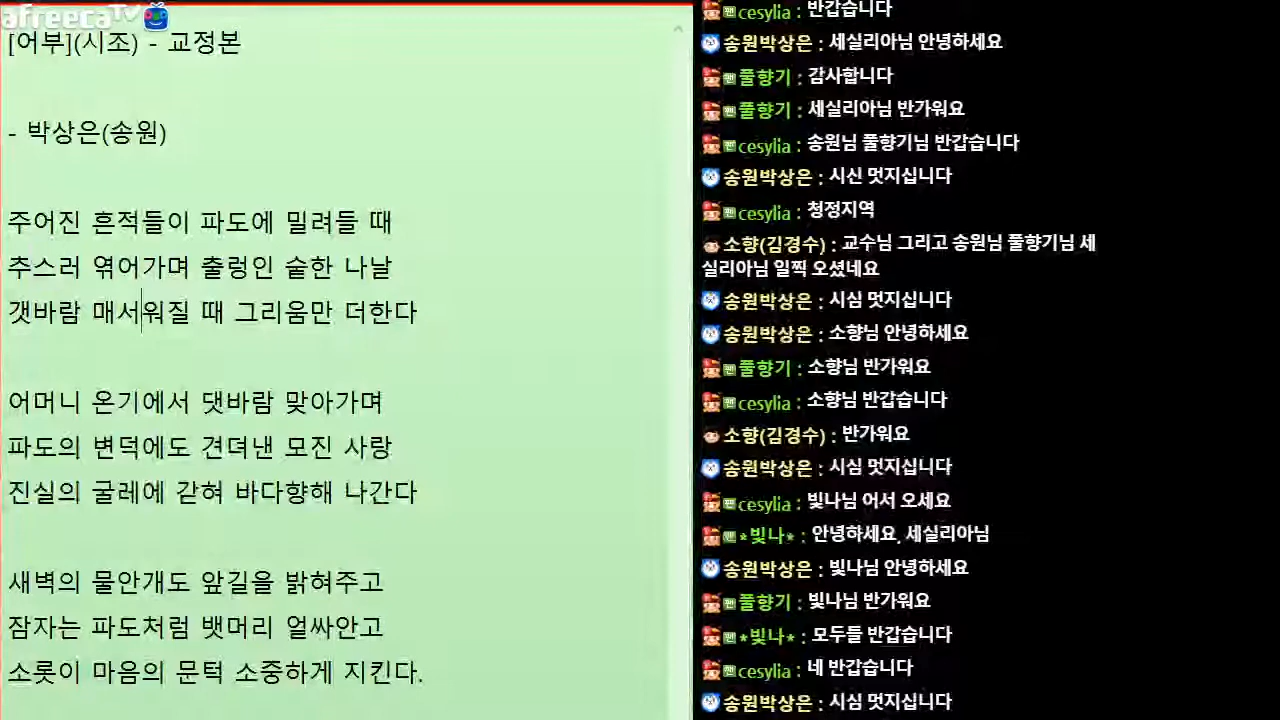 afreecaTV
[어부](시조) - 교정본
- 박상은(송원)
주어진 흔적들이 파도에 밀려들 때
추스러 엮어가며 출렁인 숱한 나날
갯바람 매서워질 때 그리움만 더한다
어머니 온기에서 댓바람 맞아가며
파도의 변덕에도 견뎌낸 모진 사랑
진실의 굴레에 갇혀 바다향해 나간다
새벽의 물안개도 앞길을 밝혀주고
잠자는 파도처럼 뱃머리 얼싸안고
소롯이 마음의 문턱 소중하게 지킨다.
cesylia : 반갑습니다
송원박상은 : 세실리아님 안녕하세요
풀향기 : 감사합니다
풀향기 : 세실리아님 반가워요
cesylia : 송원님 풀향기님 반갑습니다
송원박상은 : 시신 멋지십니다
cesylia : 청정지역
소향(김경수) : 교수님 그리고 송원님 풀향기님 세
실리아님 일찍 오셨네요
송원박상은 : 시심 멋지십니다
송원박상은 : 소향님 안녕하세요
풀향기 : 소향님 반가워요
cesylia : 소향님 반갑습니다
소향(김경수) : 반가워요
송원박상은 : 시심 멋지십니다
cesylia : 빛나님 어서 오세요
*빛나* : 안녕하세요, 세실리아님
송원박상은 : 빛나님 안녕하세요
풀향기 : 빛나님 반가워요
*빛나* : 모두들 반갑습니다
cesylia : 네 반갑습니다
송원박상은 : 시심 멋지십니다